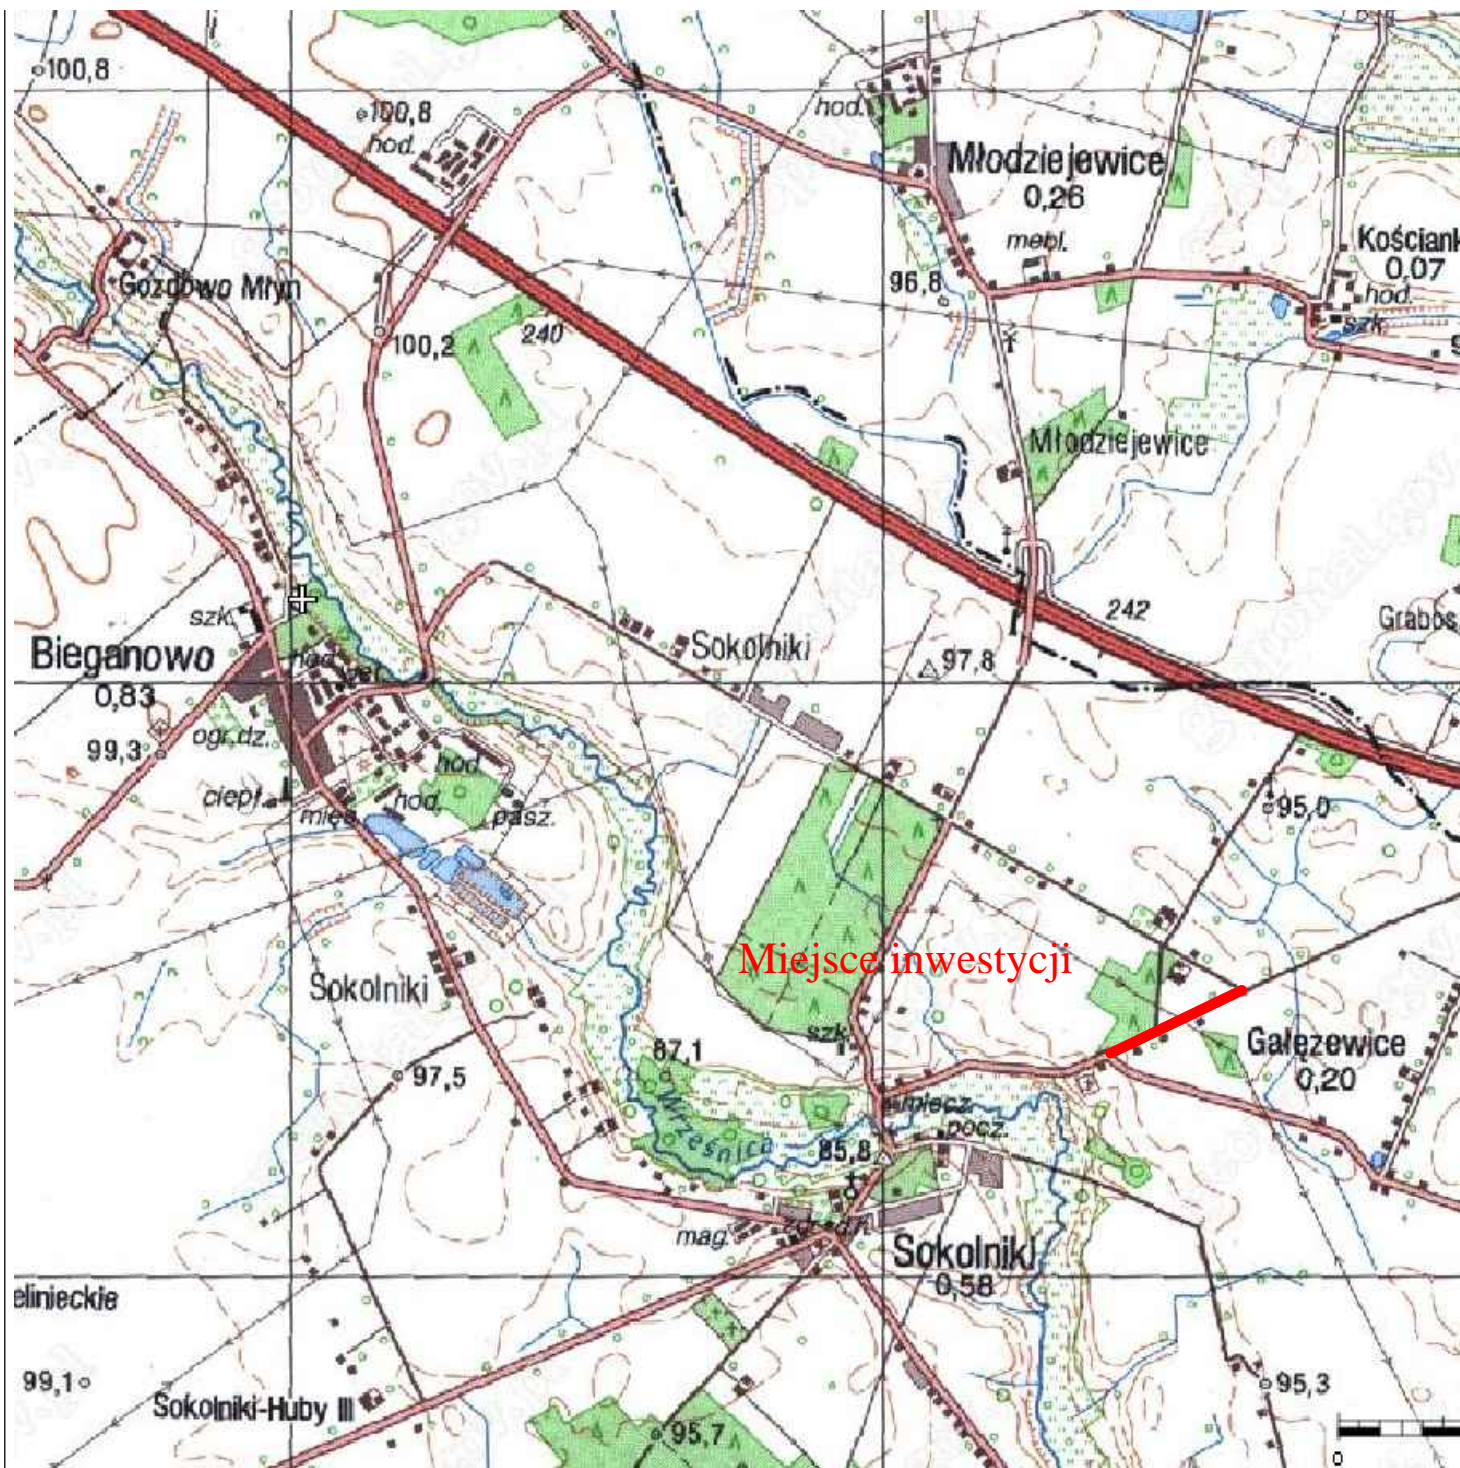 100,8
100,8
hod.
hod.
Młodziejewice
0,26
mebl.
Kościank
0,07
hod.
szk.
96,8
Gozdowo Młyn
100,2
240
Młodziejewice
242
Grabos
szk.
Bieganowo
0,83
hod.
Sokolniki
97,8
99,3
ogr.dz.
ciepł.
hod.
hod.
pasz.
95,0
Miejsce inwestycji
Sokolniki
szk.
Gałęzewice
0,20
87,1
97,5
Wrześnica
pocz.
85,8
mag.
Sokolniki
0,58
elinieckie
99,1
Sokolniki-Huby III
95,7
95,3
0